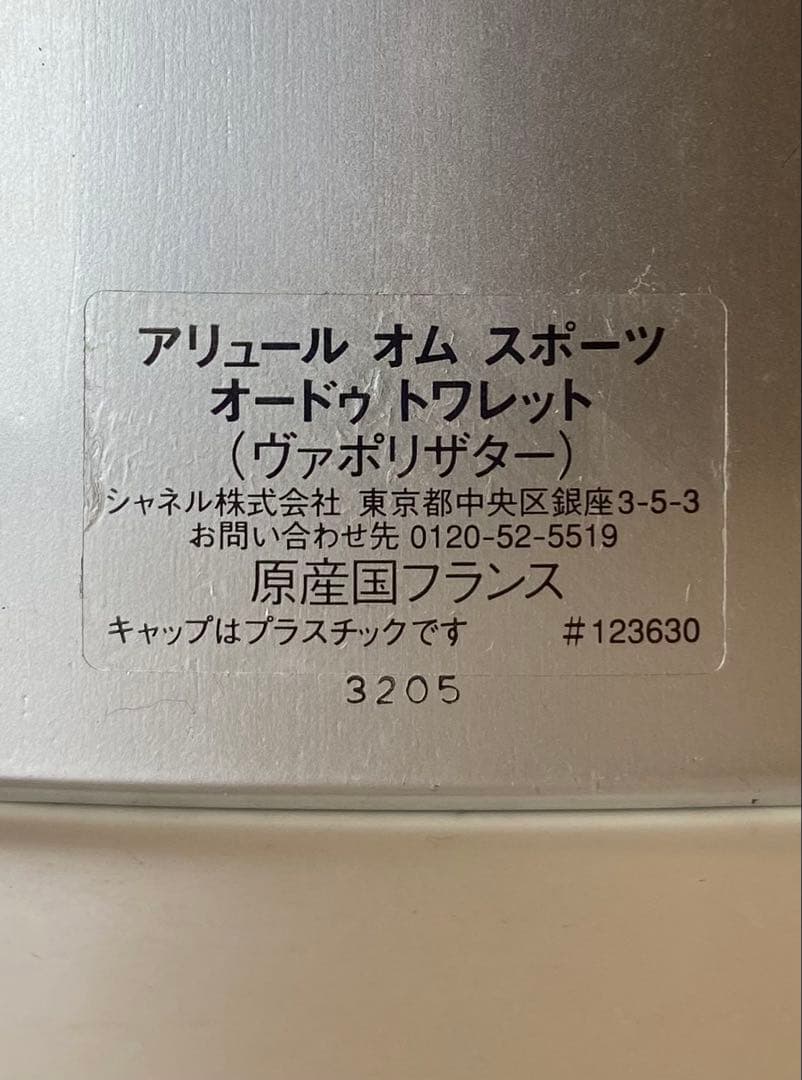 アリュール オム スポーツ
オードゥ トワレット
（ヴァポリザター）
シャネル株式会社 東京都中央区銀座3-5-3
お問い合わせ先 0120-52-5519
原産国フランス
キャップはプラスチックです #123630
3205